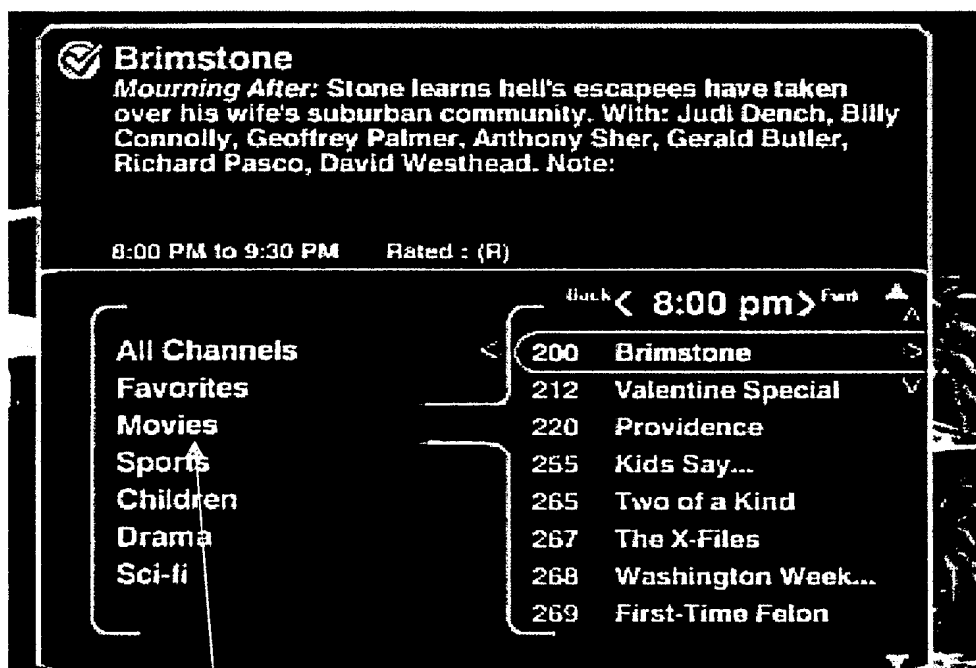 Brimstone
Mourning After: Stone learns hell's escapees have taken
over his wife's suburban community. With: Judi Dench, Billy
Connolly, Geoffrey Palmer, Anthony Sher, Gerald Butler,
Richard Pasco, David Westhead. Note:
8:00 PM to 9:30 PM Rated : (R)
Back < 8:00 pm > Fwd
All Channels
Favorites
Movies
Sports
Children
Drama
Sci-fi
200 Brimstone
212 Valentine Special
220 Providence
255 Kids Say...
265 Two of a Kind
267 The X-Files
268 Washington Week...
269 First-Time Felon